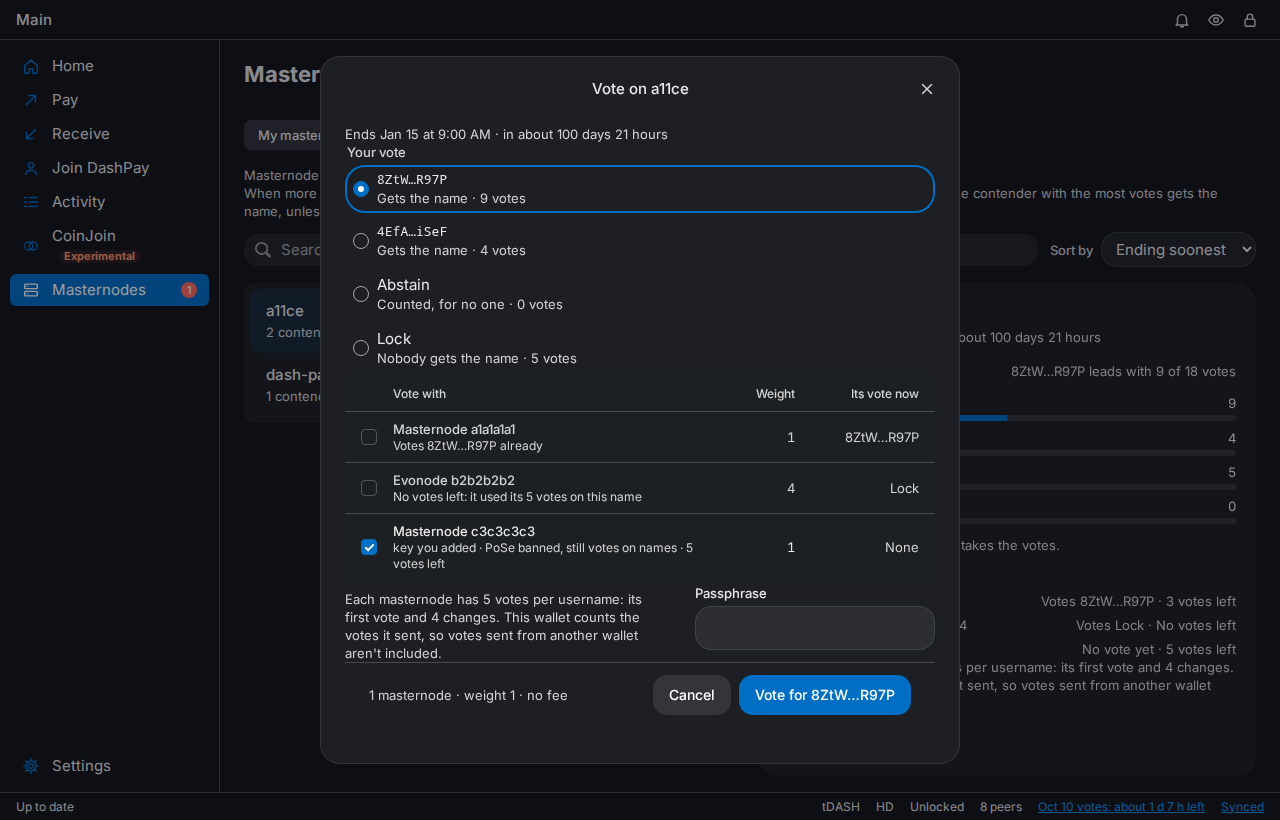 Main
Home
Pay
Receive
Join DashPay
Activity
CoinJoin
Experimental
Masternodes
1
Settings
Master
My master
Masternode
When more
e contender with the most votes gets the
name, unles
Searc
Sort by
Ending soonest
a11ce
2 conten
dash-pa
1 conten
bout 100 days 21 hours
8ZtW…R97P leads with 9 of 18 votes
9
4
5
0
takes the votes.
Votes 8ZtW…R97P · 3 votes left
4
Votes Lock · No votes left
No vote yet · 5 votes left
s per username: its first vote and 4 changes.
t sent, so votes sent from another wallet
Vote on a11ce
Ends Jan 15 at 9:00 AM · in about 100 days 21 hours
Your vote
8ZtW…R97P
Gets the name · 9 votes
4EfA…iSeF
Gets the name · 4 votes
Abstain
Counted, for no one · 0 votes
Lock
Nobody gets the name · 5 votes
Vote with
Weight
Its vote now
Masternode a1a1a1a1
Votes 8ZtW…R97P already
1
8ZtW…R97P
Evonode b2b2b2b2
No votes left: it used its 5 votes on this name
4
Lock
Masternode c3c3c3c3
key you added · PoSe banned, still votes on names · 5
votes left
1
None
Each masternode has 5 votes per username: its
first vote and 4 changes. This wallet counts the
votes it sent, so votes sent from another wallet
aren't included.
Passphrase
1 masternode · weight 1 · no fee
Cancel
Vote for 8ZtW…R97P
Up to date
tDASH
HD
Unlocked
8 peers
Oct 10 votes: about 1 d 7 h left
Synced